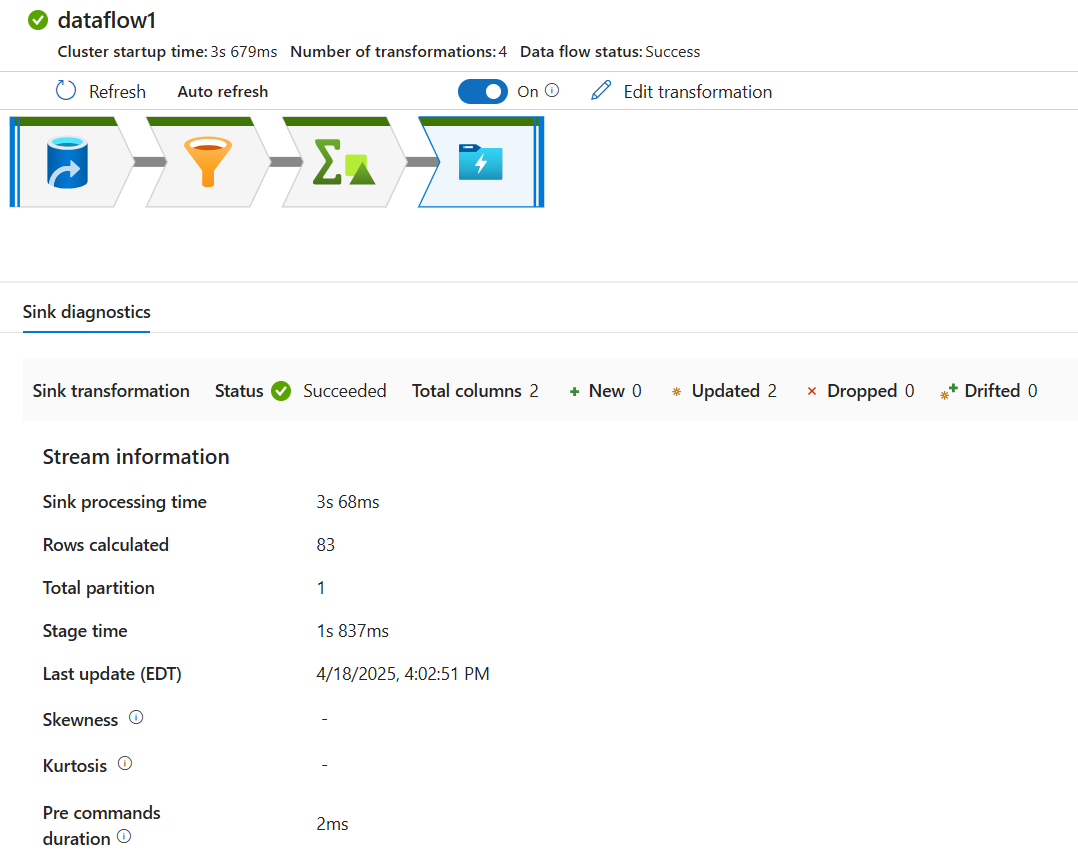 dataflow1
Cluster startup time: 3s 679ms Number of transformations: 4 Data flow status: Success
Refresh Auto refresh On Edit transformation
Sink diagnostics
Sink transformation Status Succeeded Total columns 2 New 0 Updated 2 Dropped 0 Drifted 0
Stream information
Sink processing time 3s 68ms
Rows calculated 83
Total partition 1
Stage time 1s 837ms
Last update (EDT) 4/18/2025, 4:02:51 PM
Skewness -
Kurtosis -
Pre commands
duration 2ms